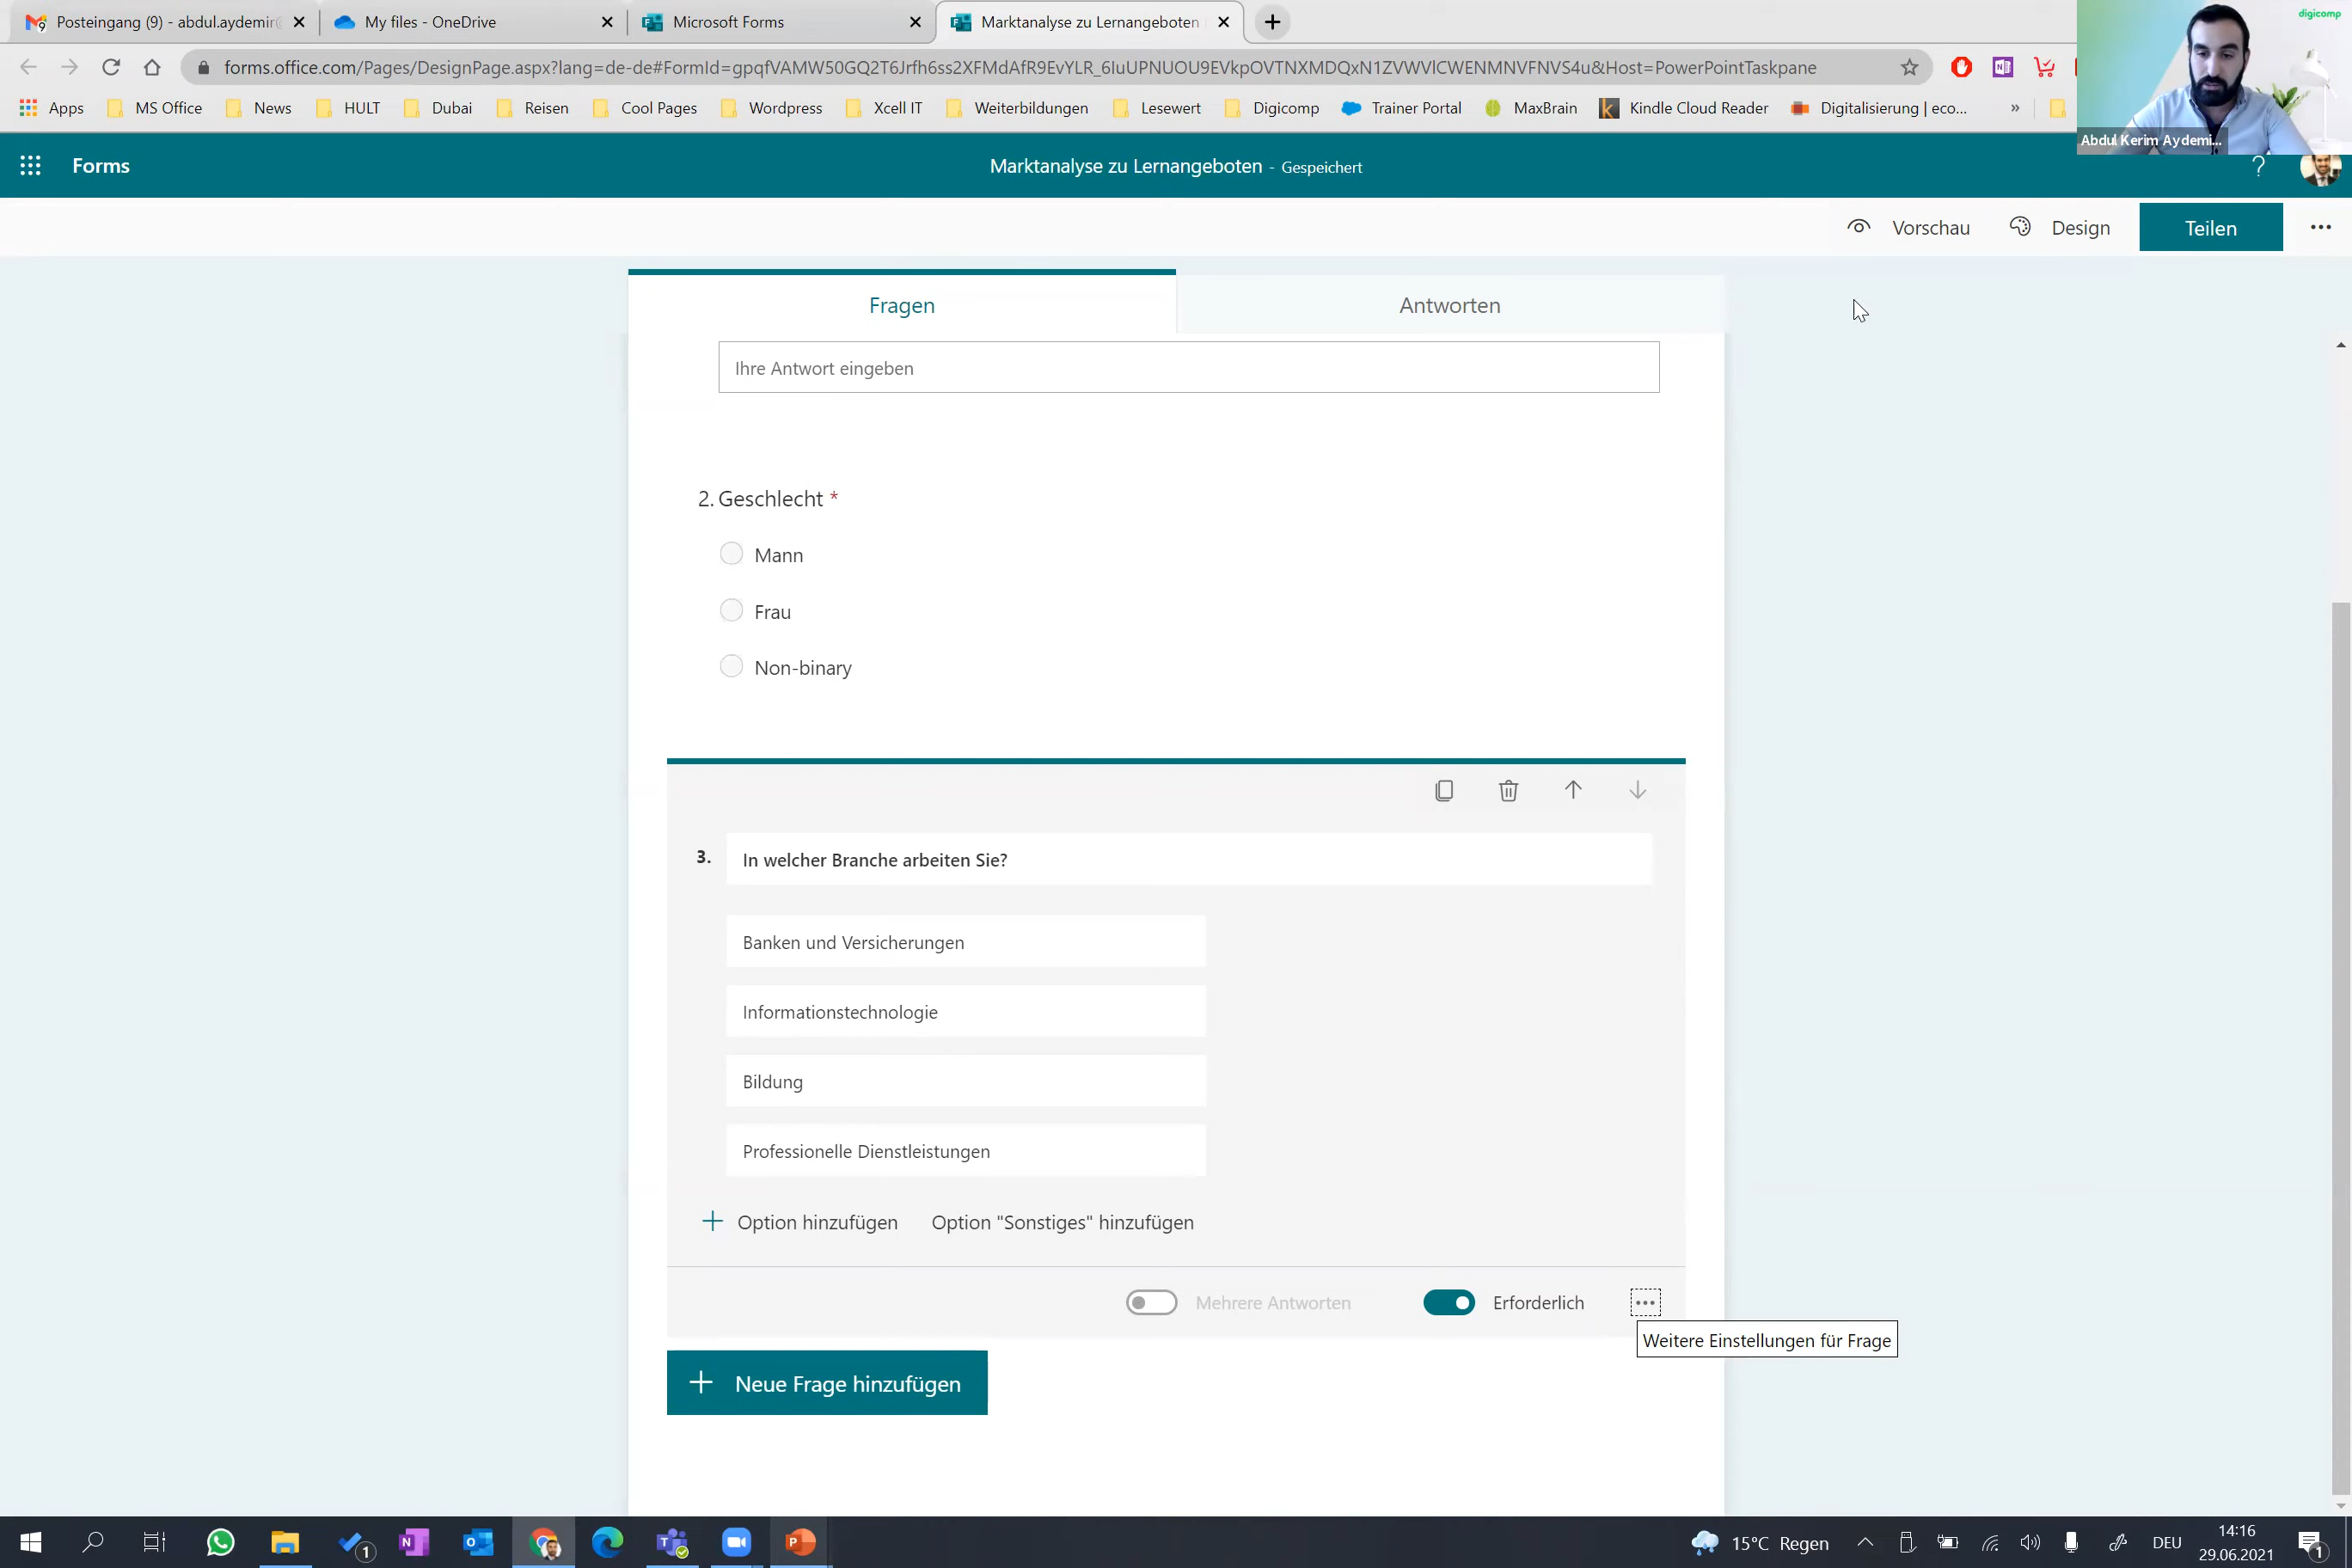 Posteingang (9) - abdul.aydemir@
My files - OneDrive
Microsoft Forms
Marktanalyse zu Lernangeboten
digicomp
forms.office.com/Pages/DesignPage.aspx?lang=de-de#FormId=gpqfVAMW50GQ2T6Jrfh6ss2XFMdAfR9EvYLR_6luUPNUOU9EVkpOVTNXMDQxN1ZVWVlCWENMNVFNVS4u&Host=PowerPointTaskpane
Apps
MS Office
News
HULT
Dubai
Reisen
Cool Pages
Wordpress
Xcell IT
Weiterbildungen
Lesewert
Digicomp
Trainer Portal
MaxBrain
Kindle Cloud Reader
Digitalisierung | eco...
»
Abdul Kerim Aydemi...
Forms
Marktanalyse zu Lernangeboten - Gespeichert
?
Vorschau
Design
Teilen
Fragen
Antworten
Ihre Antwort eingeben
2. Geschlecht *
Mann
Frau
Non-binary
3. In welcher Branche arbeiten Sie?
Banken und Versicherungen
Informationstechnologie
Bildung
Professionelle Dienstleistungen
Option hinzufügen
Option "Sonstiges" hinzufügen
Mehrere Antworten
Erforderlich
Weitere Einstellungen für Frage
Neue Frage hinzufügen
15°C Regen
DEU
14:16
29.06.2021